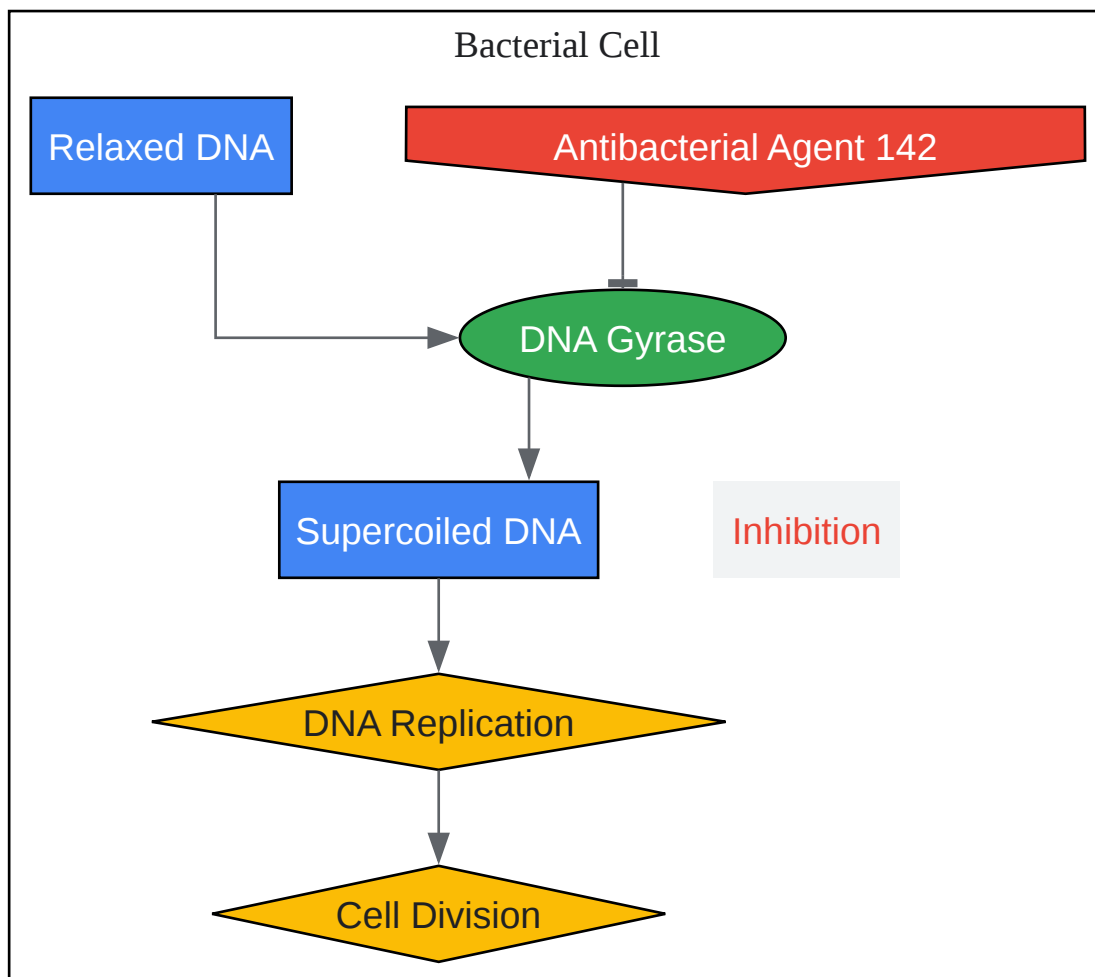 Bacterial Cell
Relaxed DNA
Antibacterial Agent 142
DNA Gyrase
Supercoiled DNA
Inhibition
DNA Replication
Cell Division